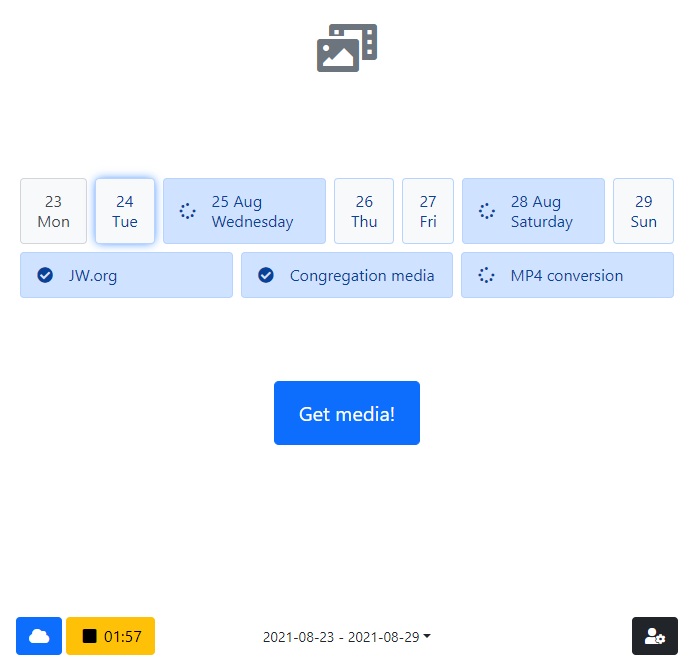 23
Mon
24
Tue
25 Aug
Wednesday
26
Thu
27
Fri
28 Aug
Saturday
29
Sun
JW.org
Congregation media
MP4 conversion
Get media!
01:57
2021-08-23 - 2021-08-29